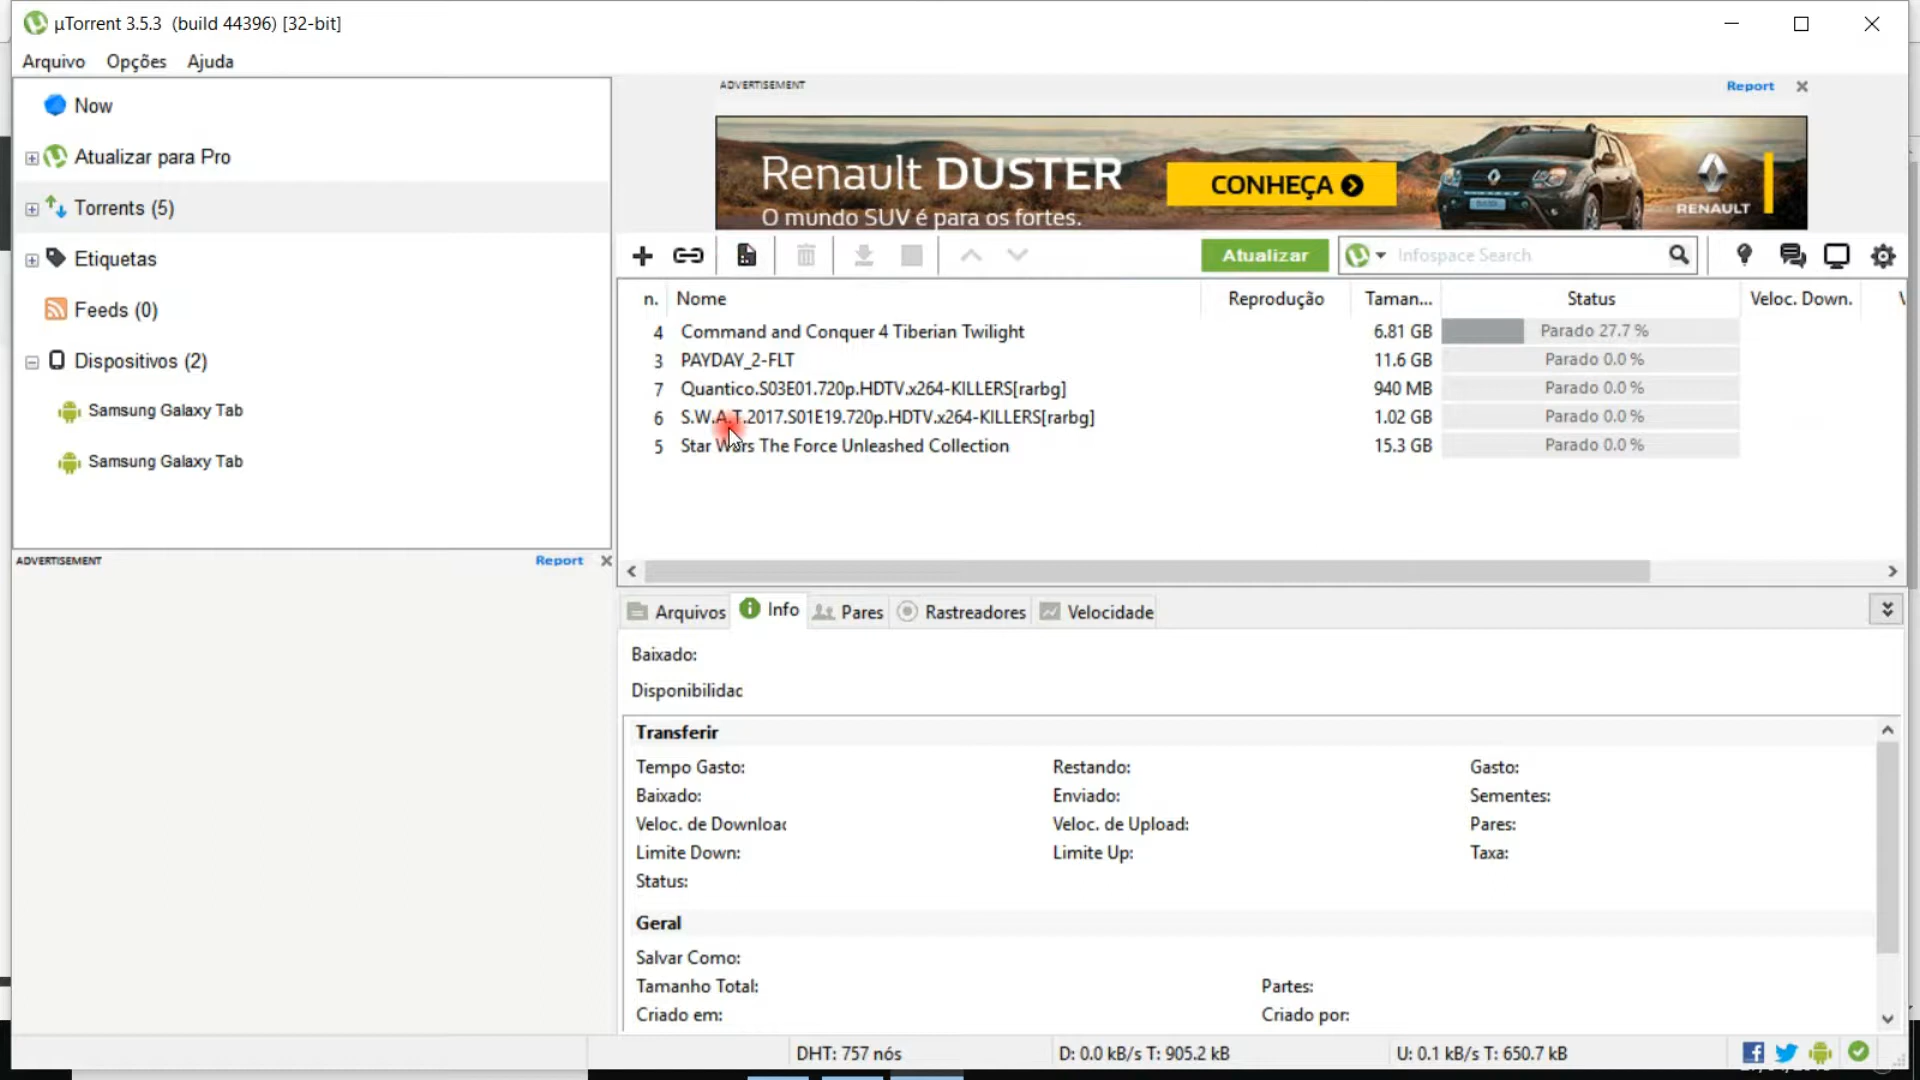 µTorrent 3.5.3 (build 44396) [32-bit]
Arquivo Opções Ajuda
Now
Atualizar para Pro
Torrents (5)
Etiquetas
Feeds (0)
Dispositivos (2)
Samsung Galaxy Tab
Samsung Galaxy Tab
ADVERTISEMENT Report
ADVERTISEMENT Report
Renault DUSTER
O mundo SUV é para os fortes.
CONHEÇA
RENAULT
Atualizar Infospace Search
n. Nome Reprodução Taman... Status Veloc. Down.
4 Command and Conquer 4 Tiberian Twilight 6.81 GB Parado 27.7 %
3 PAYDAY_2-FLT 11.6 GB Parado 0.0 %
7 Quantico.S03E01.720p.HDTV.x264-KILLERS[rarbg] 940 MB Parado 0.0 %
6 S.W.A.T.2017.S01E19.720p.HDTV.x264-KILLERS[rarbg] 1.02 GB Parado 0.0 %
5 Star Wars The Force Unleashed Collection 15.3 GB Parado 0.0 %
Arquivos Info Pares Rastreadores Velocidade
Baixado:
Disponibilidac
Transferir
Tempo Gasto: Restando: Gasto:
Baixado: Enviado: Sementes:
Veloc. de Downloac Veloc. de Upload: Pares:
Limite Down: Limite Up: Taxa:
Status:
Geral
Salvar Como:
Tamanho Total: Partes:
Criado em: Criado por:
DHT: 757 nós D: 0.0 kB/s T: 905.2 kB U: 0.1 kB/s T: 650.7 kB